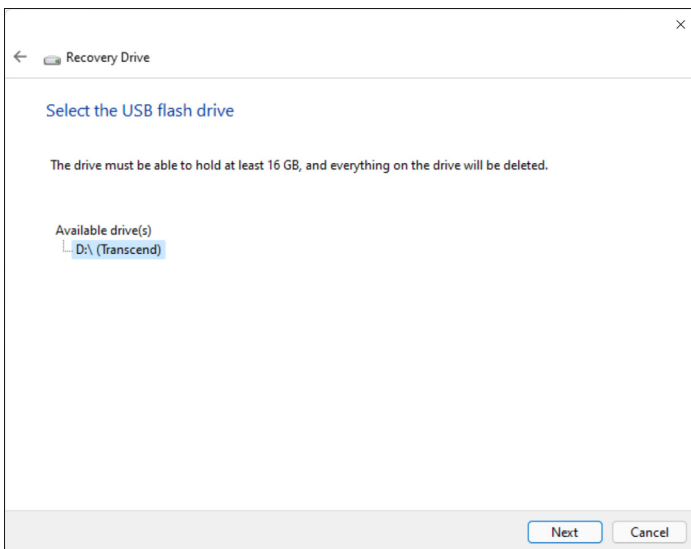 Recovery Drive
Select the USB flash drive
The drive must be able to hold at least 16 GB, and everything on the drive will be deleted.
Available drive(s)
D:\ (Transcend)
Next Cancel